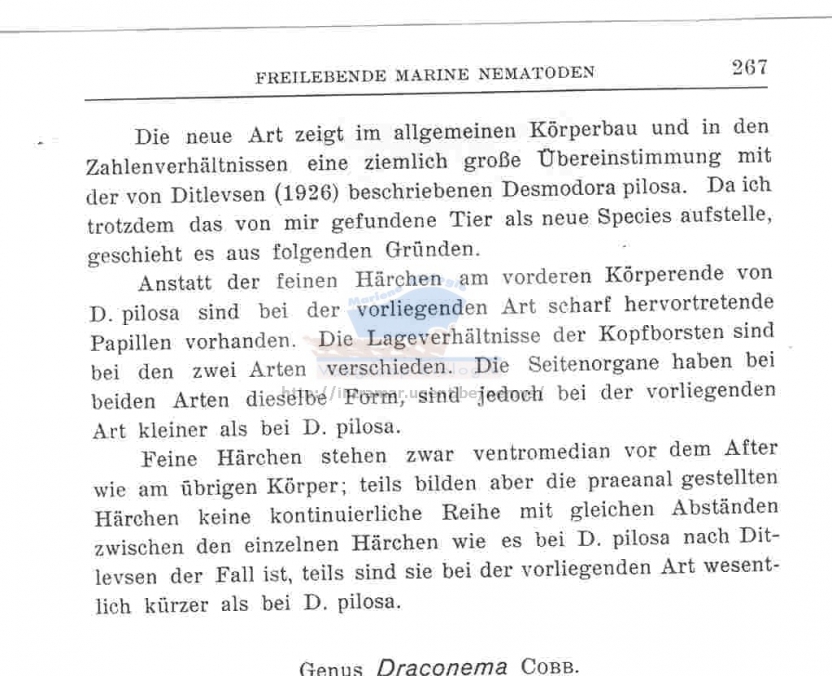 FREILEBENDE MARINE NEMATODEN 267
Die neue Art zeigt im allgemeinen Körperbau und in den
Zahlenverhältnissen eine ziemlich große Übereinstimmung mit
der von Ditlevsen (1926) beschriebenen Desmodora pilosa. Da ich
trotzdem das von mir gefundene Tier als neue Species aufstelle,
geschieht es aus folgenden Gründen.
Anstatt der feinen Härchen am vorderen Körperende von
D. pilosa sind bei der vorliegenden Art scharf hervortretende
Papillen vorhanden. Die Lageverhältnisse der Kopfborsten sind
bei den zwei Arten verschieden. Die Seitenorgane haben bei
beiden Arten dieselbe Form, sind jedoch bei der vorliegenden
Art kleiner als bei D. pilosa.
Feine Härchen stehen zwar ventromedian vor dem After
wie am übrigen Körper; teils bilden aber die praeanal gestellten
Härchen keine kontinuierliche Reihe mit gleichen Abständen
zwischen den einzelnen Härchen wie es bei D. pilosa nach Dit-
levsen der Fall ist, teils sind sie bei der vorliegenden Art wesent-
lich kürzer als bei D. pilosa.
Genus Draconema COBB.